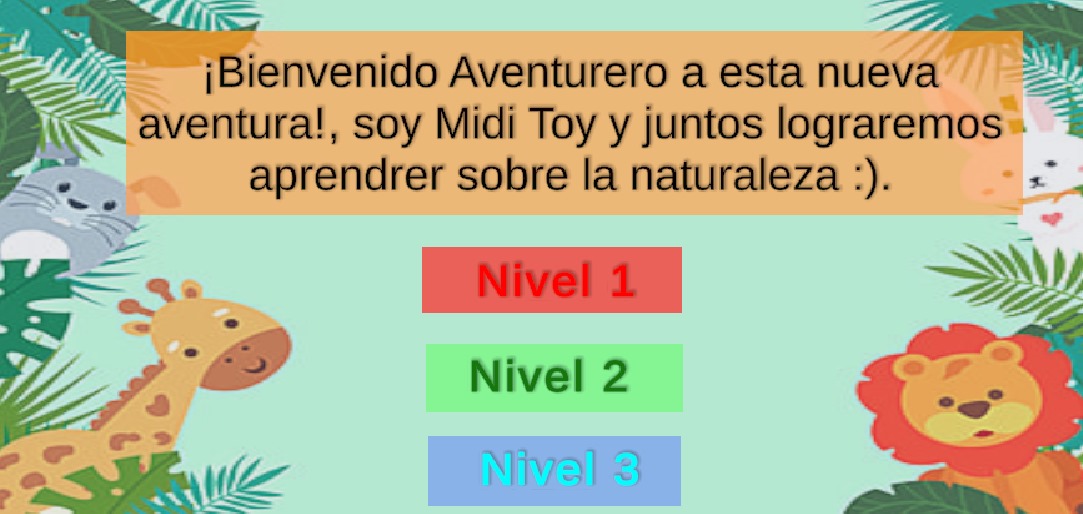 ¡Bienvenido Aventurero a esta nueva
aventura!, soy Midi Toy y juntos lograremos
aprendrer sobre la naturaleza :).
Nivel 1
Nivel 2
Nivel 3